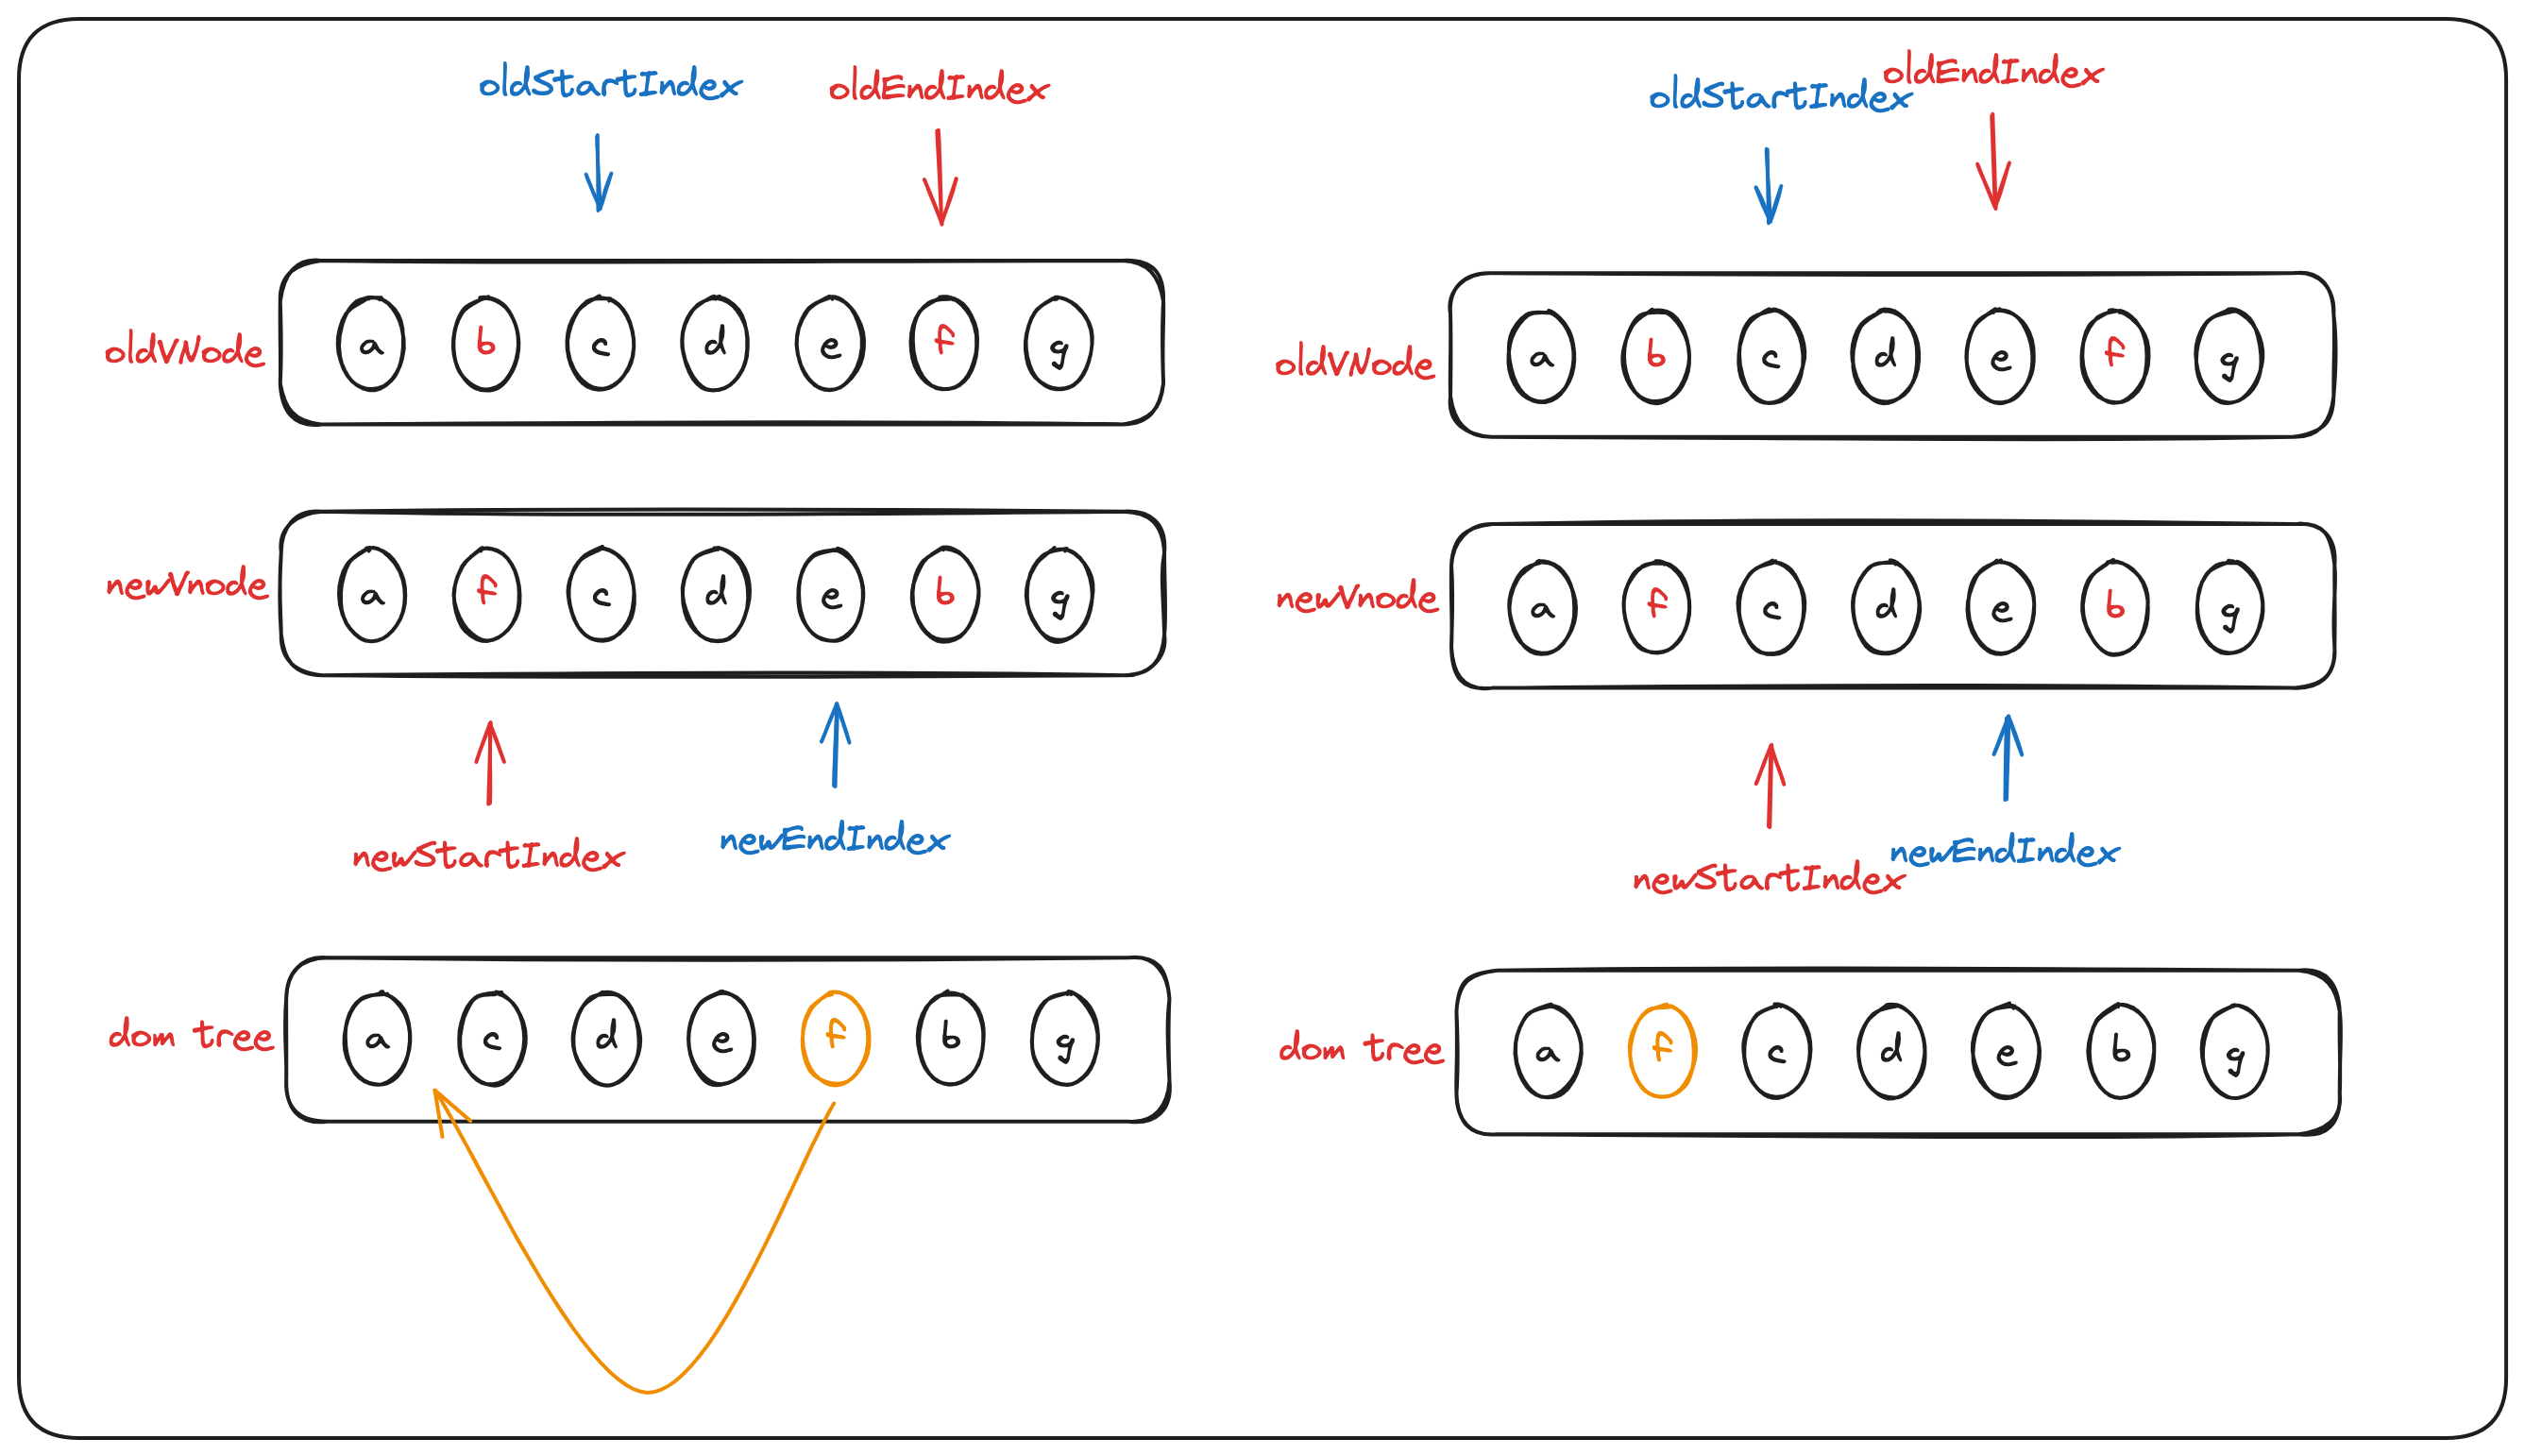 oldStartIndex
oldEndIndex
oldVNode
a b c d e f g
newVnode
a f c d e b g
newStartIndex
newEndIndex
dom tree
a c d e f b g
oldStartIndex
oldEndIndex
oldVNode
a b c d e f g
newVnode
a f c d e b g
newStartIndex
newEndIndex
dom tree
a f c d e b g